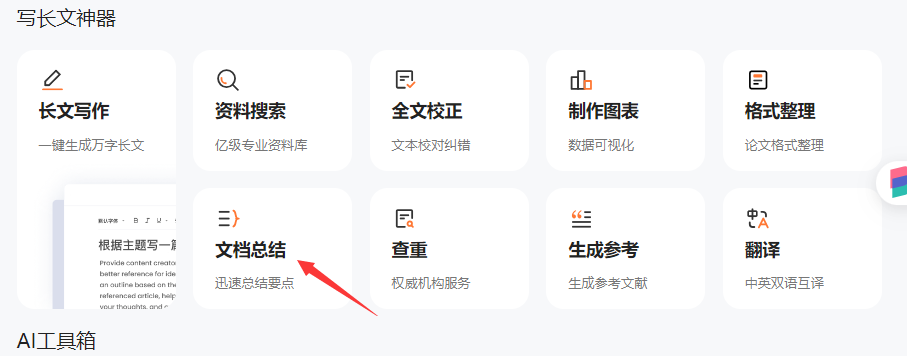 写长文神器
长文写作
一键生成万字长文
资料搜索
亿级专业资料库
全文校正
文本校对纠错
制作图表
数据可视化
格式整理
论文格式整理
默认字体
B I U
根据主题写一篇
Provide content creator
better reference for ide
an outline based on the
referenced article, help
your thoughts, and
文档总结
迅速总结要点
查重
权威机构服务
生成参考
生成参考文献
翻译
中英双语互译
AI工具箱